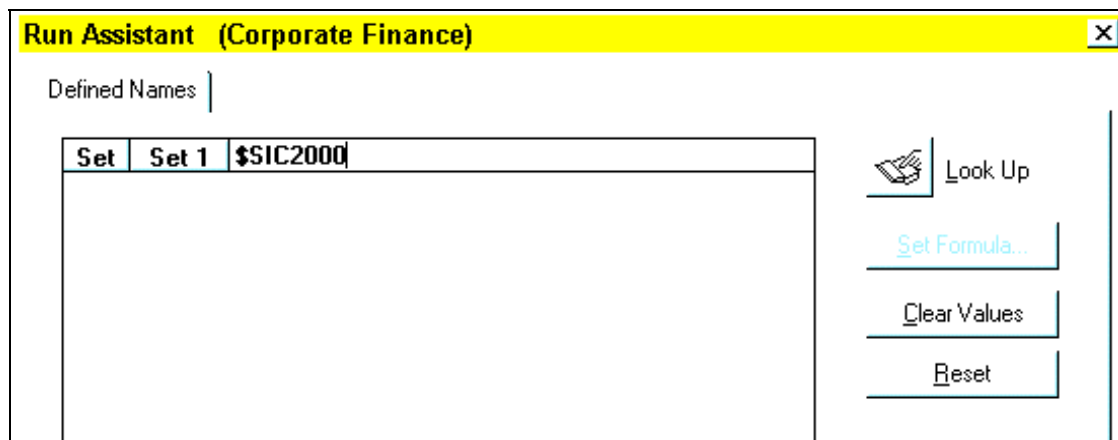 Run Assistant (Corporate Finance)
Defined Names
Set Set 1 $SIC2000
Look Up
Set Formula...
Clear Values
Reset